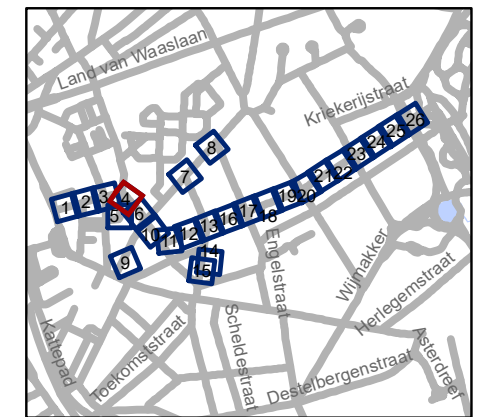 Land van Waaslaan
Kriekerijstraat
8
7
26
25
24
23
22
21
20
19
18
17
16
15
14
13
12
11
10
9
6
5
4
3
2
1
Engelstraat
Wijmakker
Herlegemstraat
Kattepad
Toekomststraat
Scheldestraat
Destelbergenstraat
Asterdreef